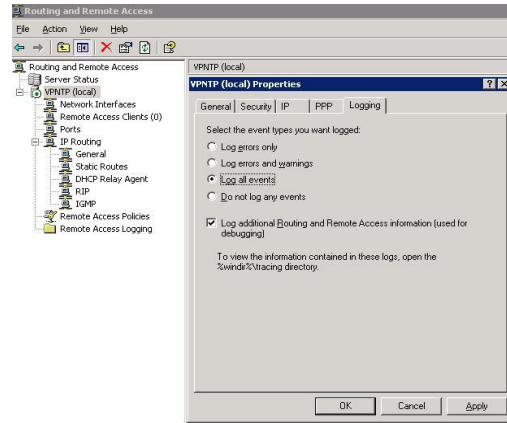 Routing and Remote Access
File Action View Help
Routing and Remote Access
Server Status
VPNTP (local)
Network Interfaces
Remote Access Clients (0)
Ports
IP Routing
General
Static Routes
DHCP Relay Agent
RIP
IGMP
Remote Access Policies
Remote Access Logging
VPNTP (local)
VPNTP (local) Properties
General Security IP PPP Logging
Select the event types you want logged:
Log errors only
Log errors and warnings
Log all events
Do not log any events
Log additional Routing and Remote Access information (used for
debugging)
To view the information contained in these logs, open the
%windir%\tracing directory.
OK Cancel Apply